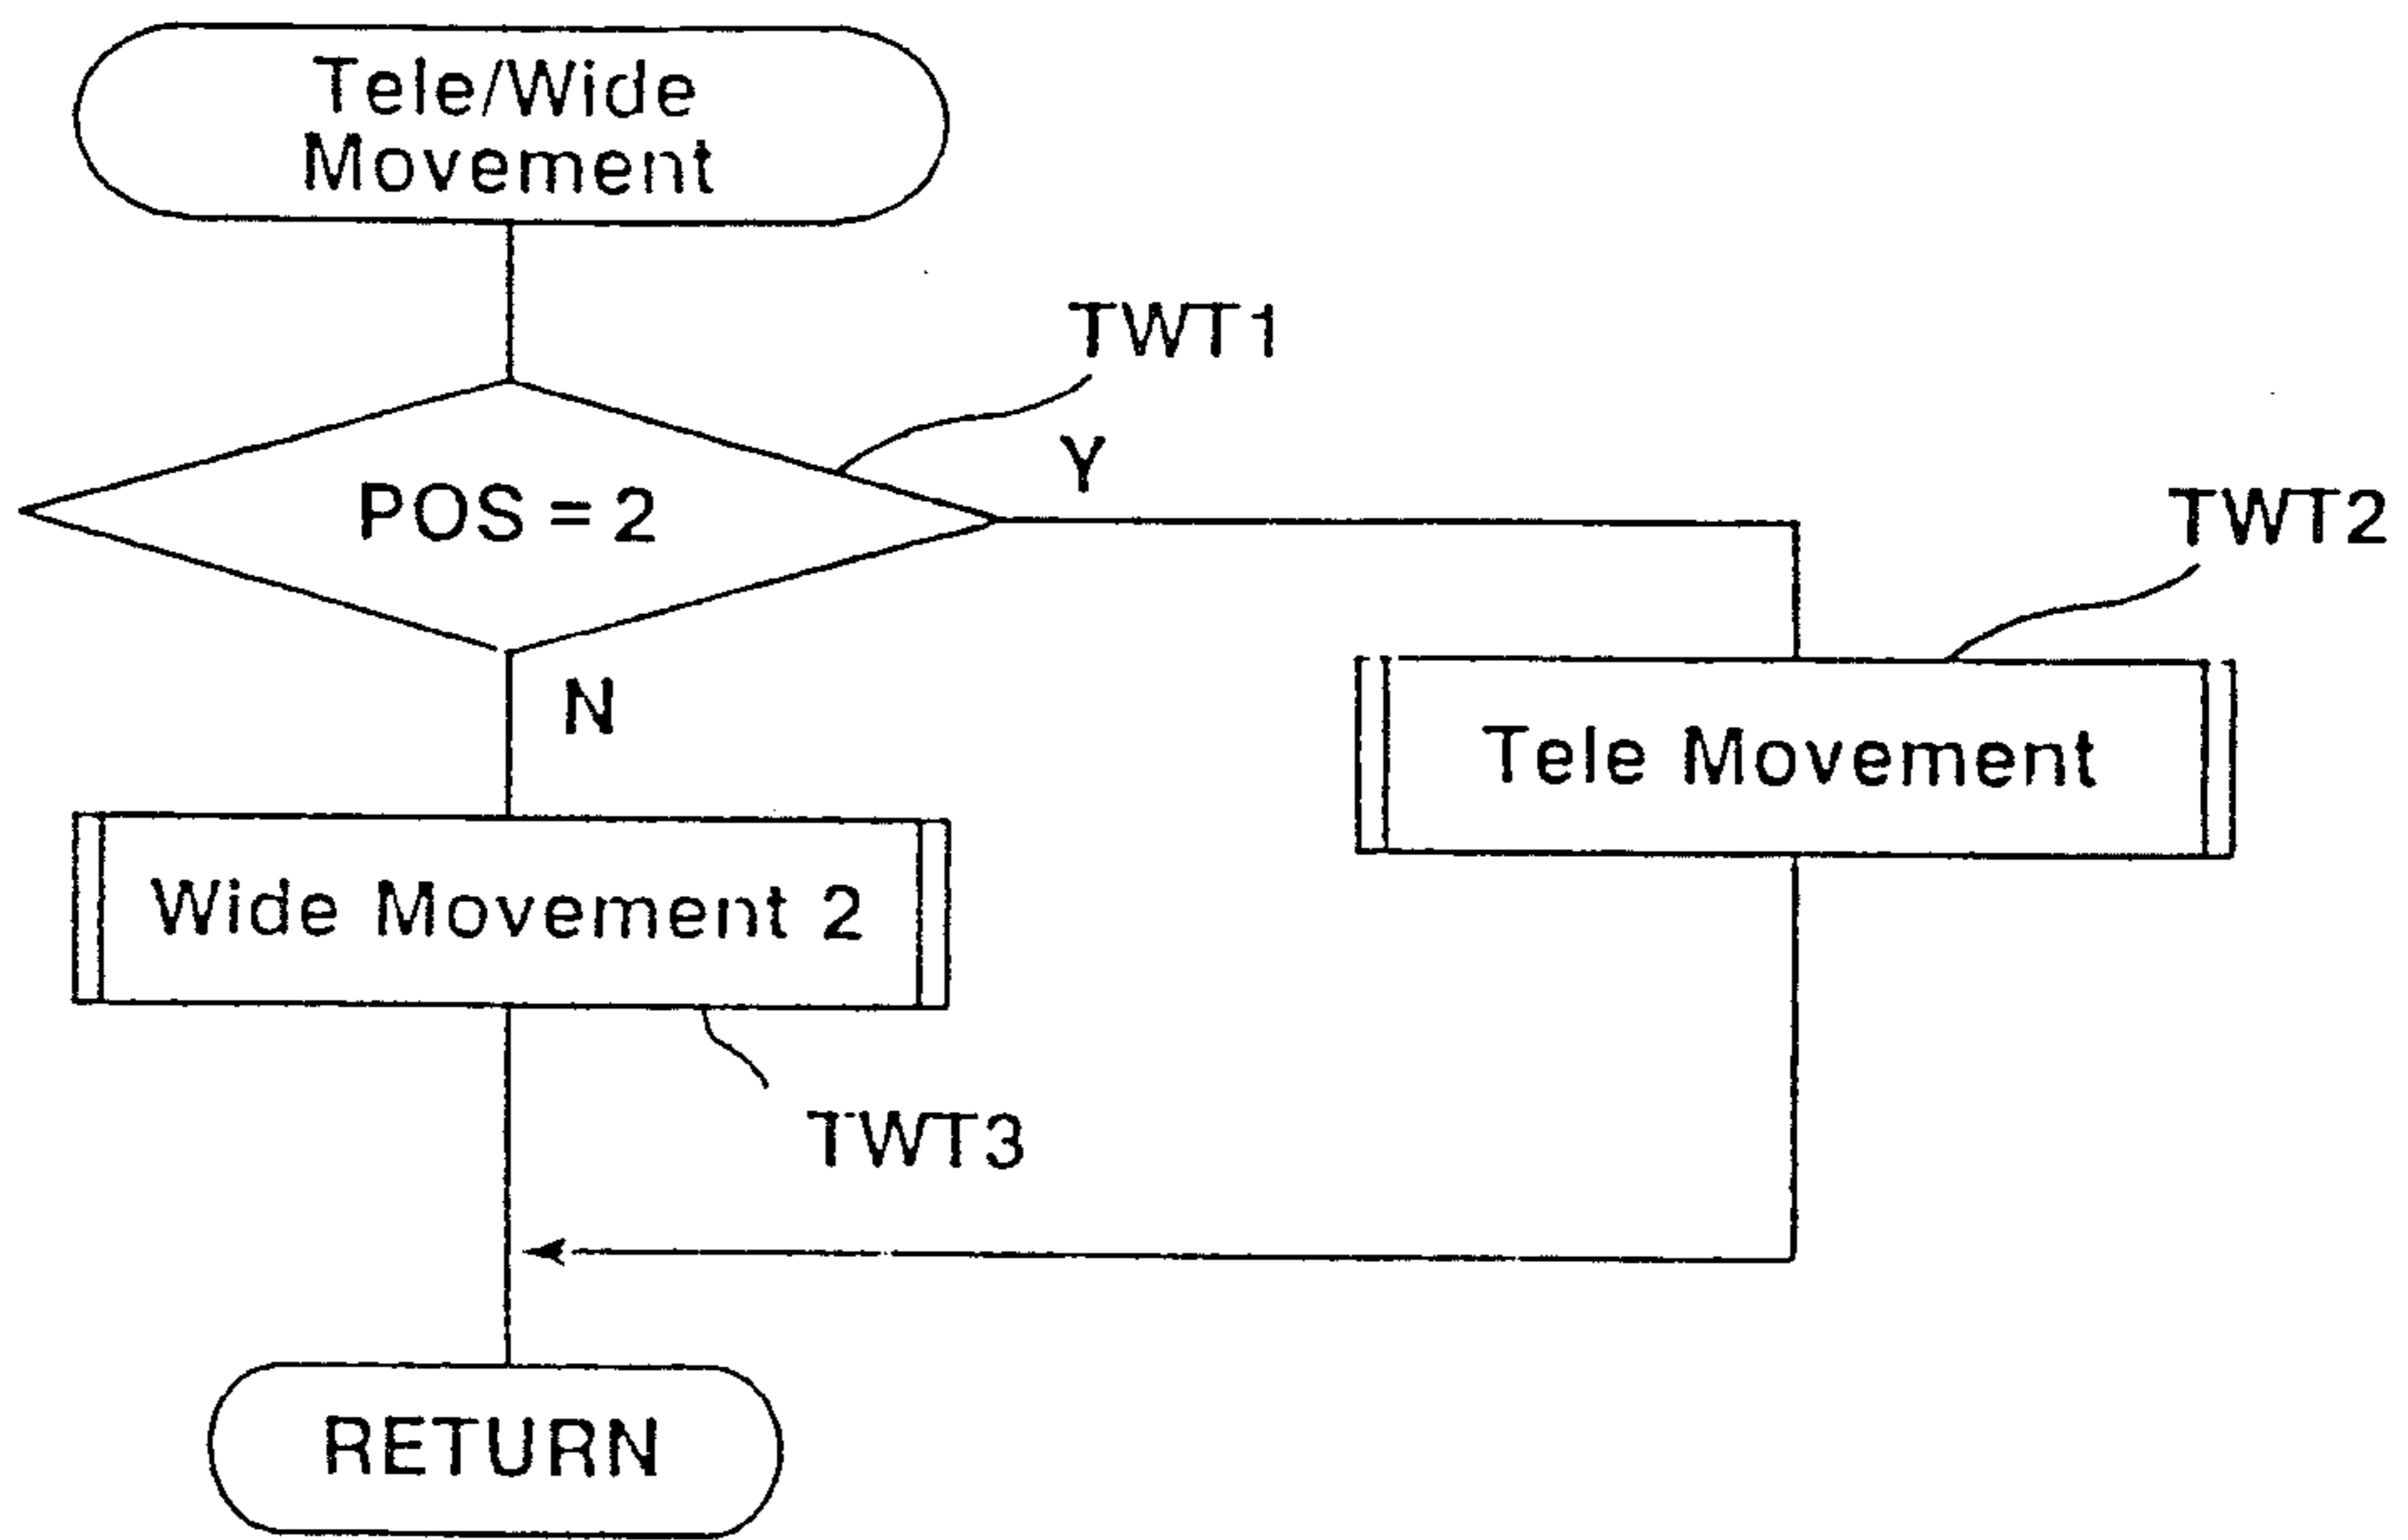 Tele/Wide
Movement
TWT1
Y
POS = 2
TWT2
N
Tele Movement
Wide Movement 2
TWT3
RETURN